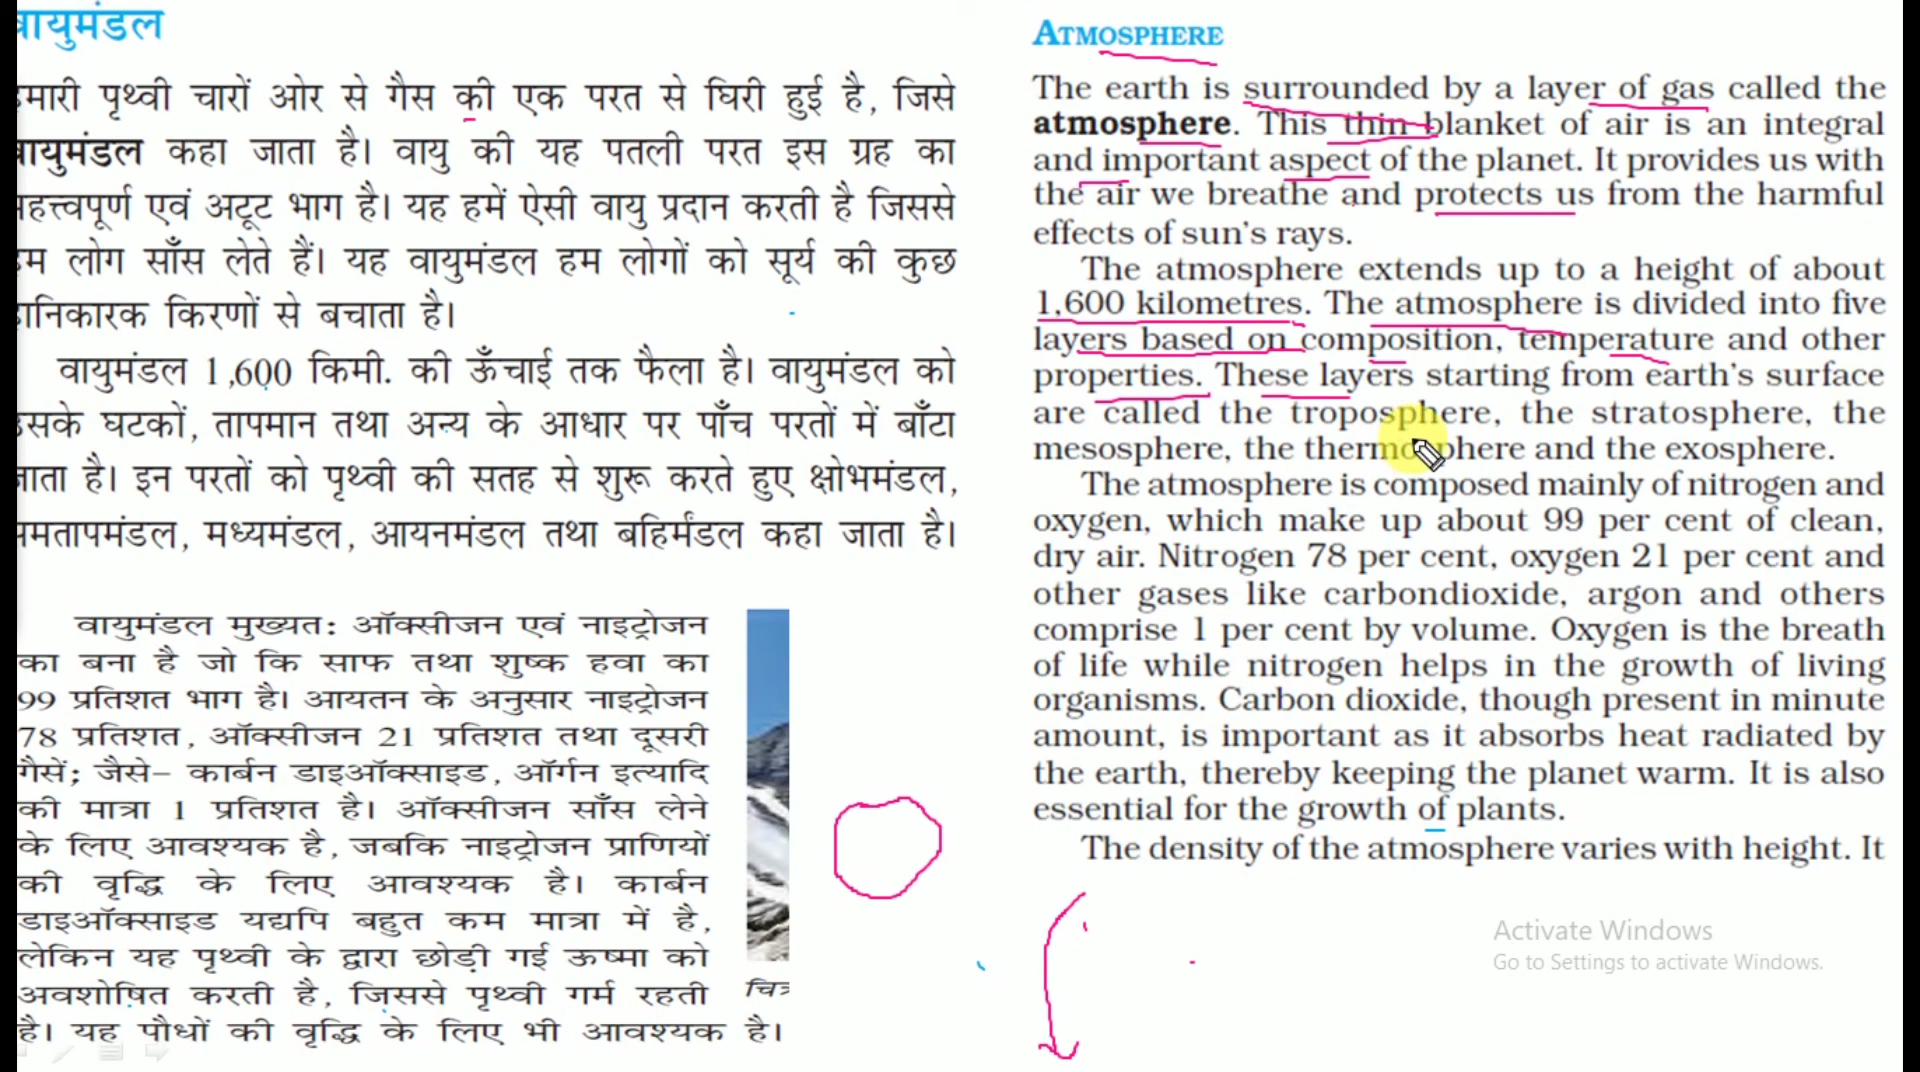 वायुमंडल
हमारी पृथ्वी चारों ओर से गैस की एक परत से घिरी हुई है, जिसे
वायुमंडल कहा जाता है। वायु की यह पतली परत इस ग्रह का
महत्त्वपूर्ण एवं अटूट भाग है। यह हमें ऐसी वायु प्रदान करती है जिससे
हम लोग साँस लेते हैं। यह वायुमंडल हम लोगों को सूर्य की कुछ
हानिकारक किरणों से बचाता है।
वायुमंडल 1,600 किमी. की ऊँचाई तक फैला है। वायुमंडल को
उसके घटकों, तापमान तथा अन्य के आधार पर पाँच परतों में बाँटा
जाता है। इन परतों को पृथ्वी की सतह से शुरू करते हुए क्षोभमंडल,
समतापमंडल, मध्यमंडल, आयनमंडल तथा बहिर्मंडल कहा जाता है।
वायुमंडल मुख्यत: ऑक्सीजन एवं नाइट्रोजन
का बना है जो कि साफ तथा शुष्क हवा का
99 प्रतिशत भाग है। आयतन के अनुसार नाइट्रोजन
78 प्रतिशत, ऑक्सीजन 21 प्रतिशत तथा दूसरी
गैसें; जैसे– कार्बन डाइऑक्साइड, ऑर्गन इत्यादि
की मात्रा 1 प्रतिशत है। ऑक्सीजन साँस लेने
के लिए आवश्यक है, जबकि नाइट्रोजन प्राणियों
की वृद्धि के लिए आवश्यक है। कार्बन
डाइऑक्साइड यद्यपि बहुत कम मात्रा में है,
लेकिन यह पृथ्वी के द्वारा छोड़ी गई ऊष्मा को
अवशोषित करती है, जिससे पृथ्वी गर्म रहती
है। यह पौधों की वृद्धि के लिए भी आवश्यक है।
ATMOSPHERE
The earth is surrounded by a layer of gas called the
atmosphere. This thin blanket of air is an integral
and important aspect of the planet. It provides us with
the air we breathe and protects us from the harmful
effects of sun's rays.
The atmosphere extends up to a height of about
1,600 kilometres. The atmosphere is divided into five
layers based on composition, temperature and other
properties. These layers starting from earth's surface
are called the troposphere, the stratosphere, the
mesosphere, the thermosphere and the exosphere.
The atmosphere is composed mainly of nitrogen and
oxygen, which make up about 99 per cent of clean,
dry air. Nitrogen 78 per cent, oxygen 21 per cent and
other gases like carbondioxide, argon and others
comprise 1 per cent by volume. Oxygen is the breath
of life while nitrogen helps in the growth of living
organisms. Carbon dioxide, though present in minute
amount, is important as it absorbs heat radiated by
the earth, thereby keeping the planet warm. It is also
essential for the growth of plants.
The density of the atmosphere varies with height. It
Activate Windows
Go to Settings to activate Windows.